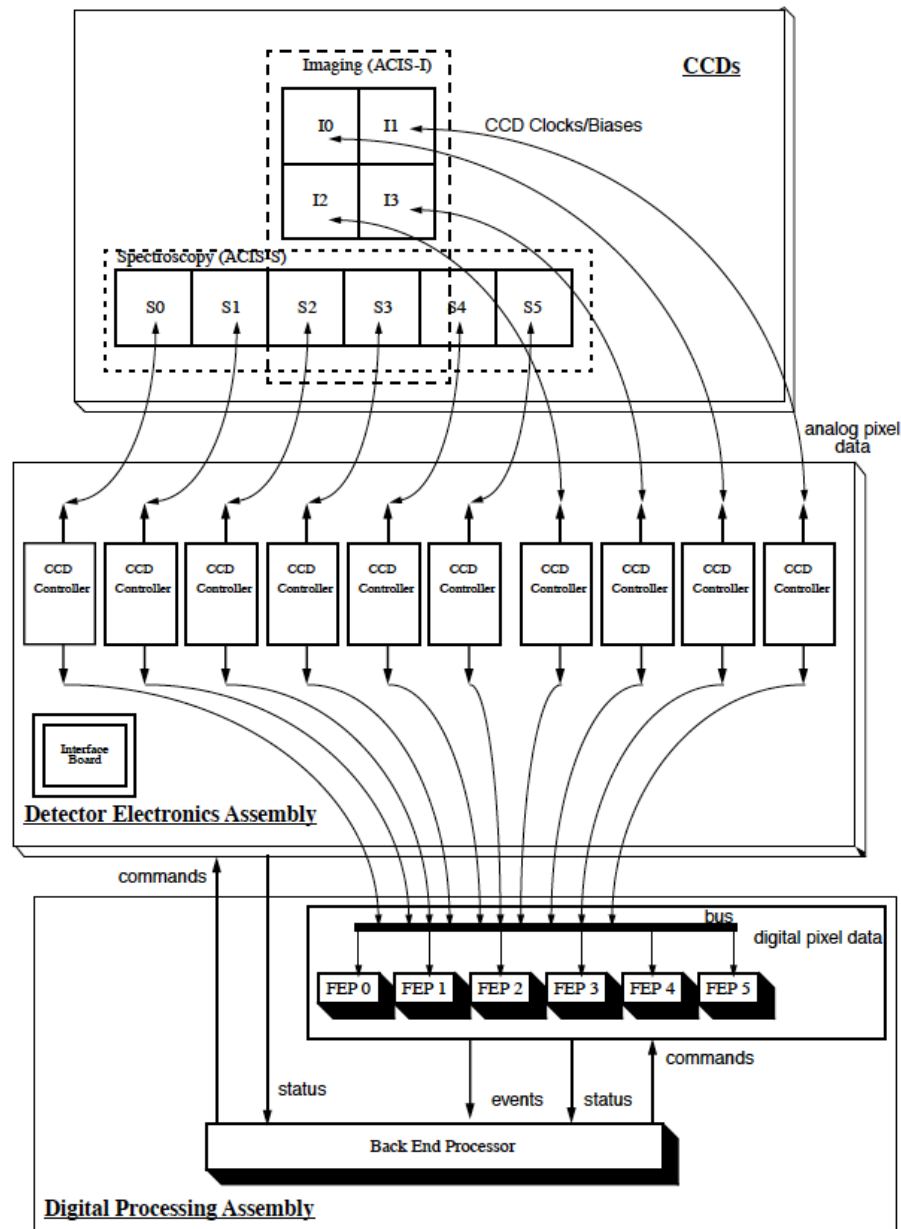 Imaging (ACIS-I)
CCDs
I0
I1
CCD Clocks/Biases
I2
I3
Spectroscopy (ACIS-S)
S0
S1
S2
S3
S4
S5
analog pixel
data
CCD
Controller
CCD
Controller
CCD
Controller
CCD
Controller
CCD
Controller
CCD
Controller
CCD
Controller
CCD
Controller
CCD
Controller
CCD
Controller
Interface
Board
Detector Electronics Assembly
commands
bus
digital pixel data
FEP 0
FEP 1
FEP 2
FEP 3
FEP 4
FEP 5
commands
status
events
status
Back End Processor
Digital Processing Assembly